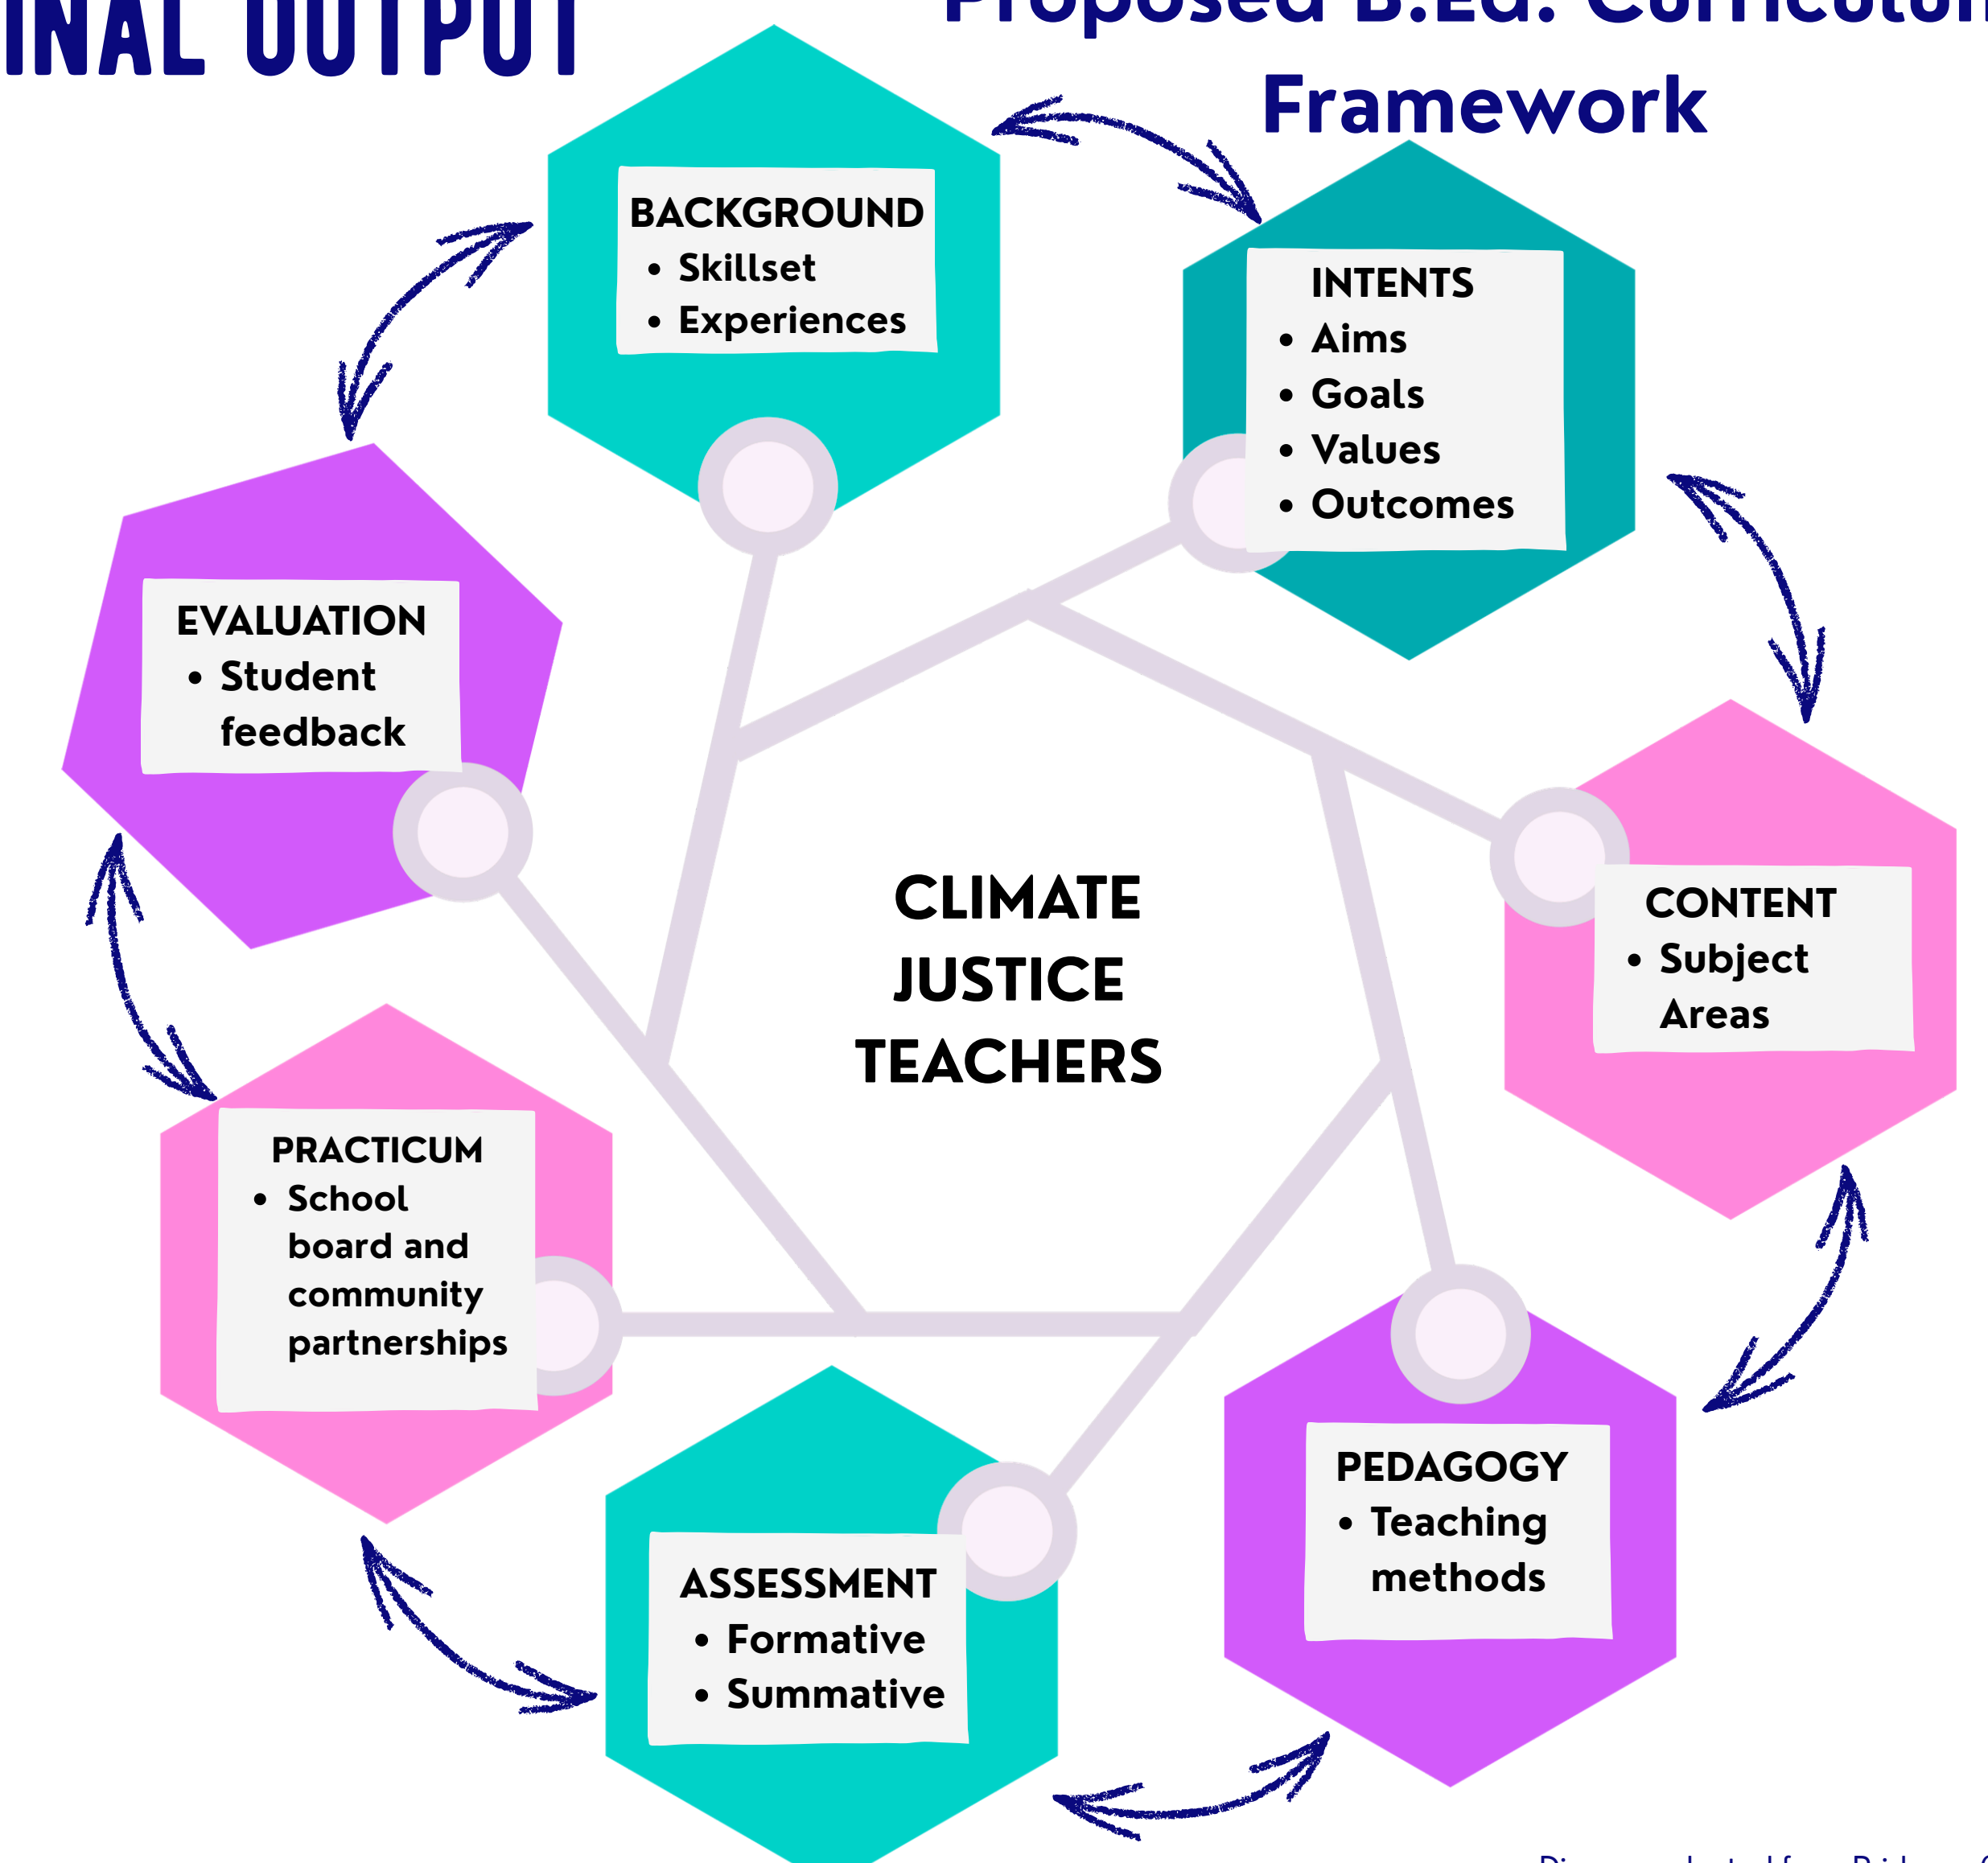 INAL OUTPUT
Proposed B.Ed. Curriculum
Framework
BACKGROUND
• Skillset
• Experiences
INTENTS
• Aims
• Goals
• Values
• Outcomes
EVALUATION
• Student
feedback
CLIMATE
JUSTICE
TEACHERS
CONTENT
• Subject
Areas
PRACTICUM
• School
board and
community
partnerships
PEDAGOGY
• Teaching
methods
ASSESSMENT
• Formative
• Summative